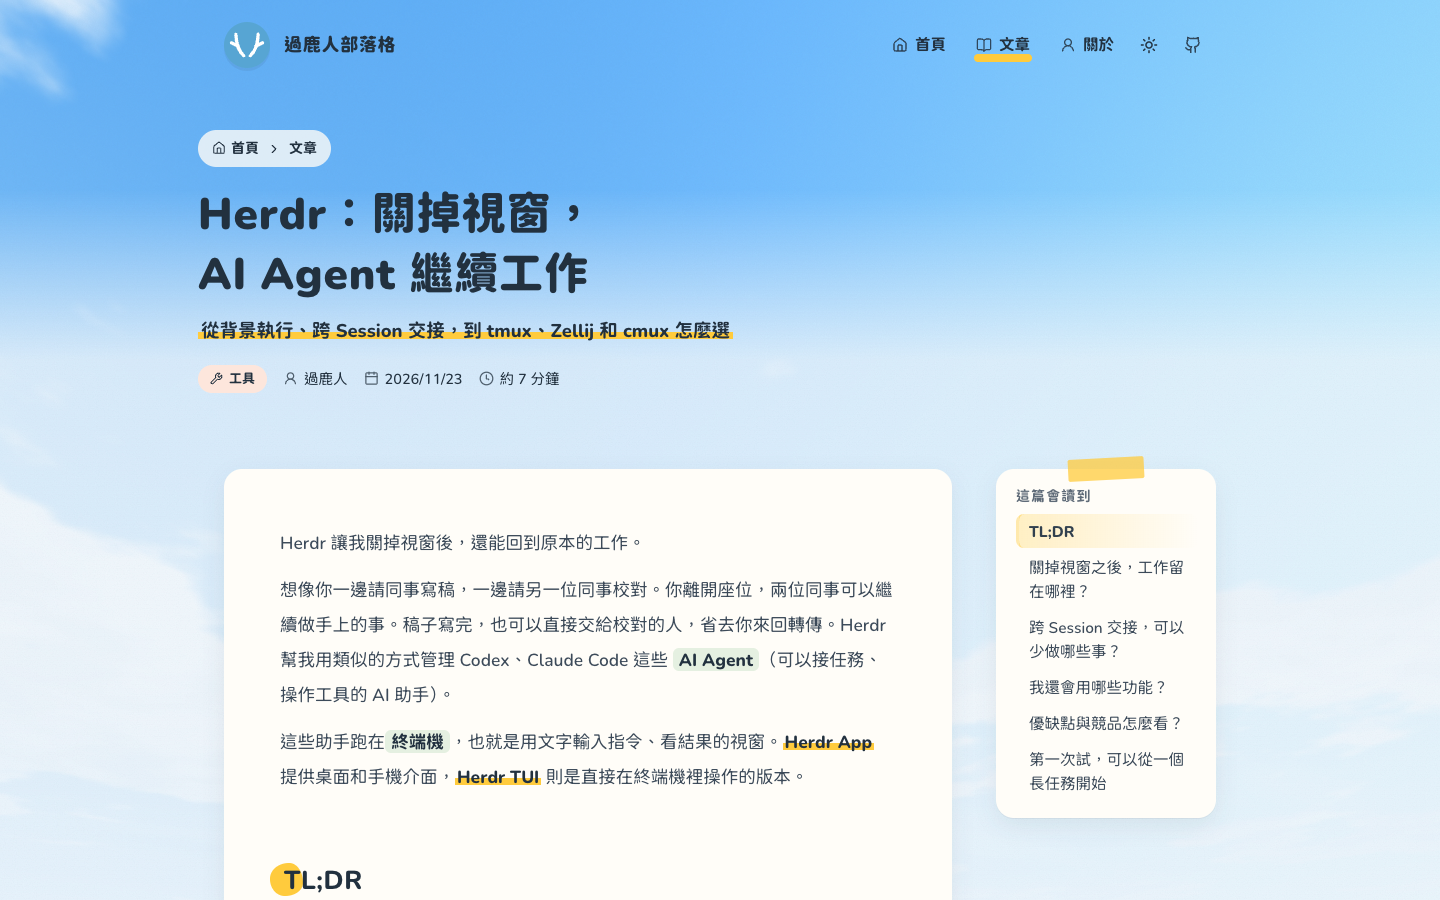 過鹿人部落格
首頁
文章
關於
首頁 > 文章
Herdr：關掉視窗，
AI Agent 繼續工作
從背景執行、跨 Session 交接，到 tmux、Zellij 和 cmux 怎麼選
工具
過鹿人
2026/11/23
約 7 分鐘
Herdr 讓我關掉視窗後，還能回到原本的工作。
想像你一邊請同事寫稿，一邊請另一位同事校對。你離開座位，兩位同事可以繼
續做手上的事。稿子寫完，也可以直接交給校對的人，省去你來回轉傳。Herdr
幫我用類似的方式管理 Codex、Claude Code 這些 AI Agent（可以接任務、
操作工具的 AI 助手）。
這些助手跑在 終端機，也就是用文字輸入指令、看結果的視窗。Herdr App
提供桌面和手機介面，Herdr TUI 則是直接在終端機裡操作的版本。
TL;DR
這篇會讀到
TL;DR
關掉視窗之後，工作留
在哪裡？
跨 Session 交接，可以
少做哪些事？
我還會用哪些功能？
優缺點與競品怎麼看？
第一次試，可以從一個
長任務開始